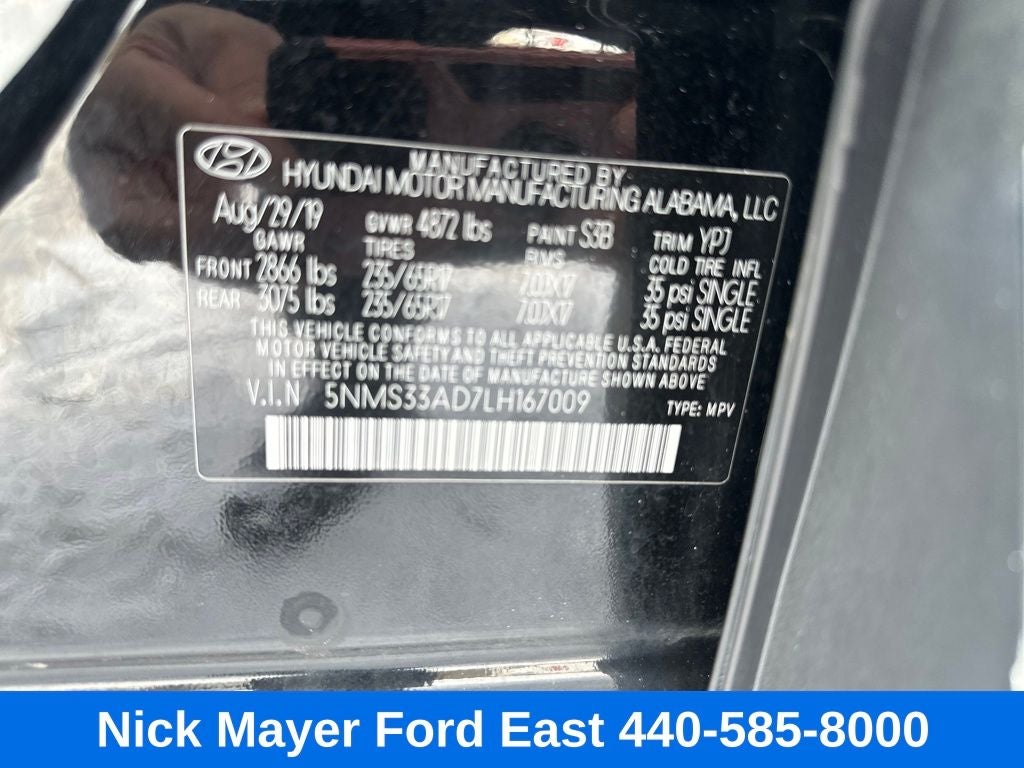 MANUFACTURED BY
HYUNDAI MOTOR MANUFACTURING ALABAMA, LLC
Aug/29/19 GVWR 4872 lbs PAINT S3B TRIM YPJ
GAWR TIRES RIMS COLD TIRE INFL
FRONT 2866 lbs 235/65R17 7.0JX17 35 psi SINGLE
REAR 3075 lbs 235/65R17 7.0JX17 35 psi SINGLE
THIS VEHICLE CONFORMS TO ALL APPLICABLE U.S.A. FEDERAL
MOTOR VEHICLE SAFETY AND THEFT PREVENTION STANDARDS
IN EFFECT ON THE DATE OF MANUFACTURE SHOWN ABOVE
V.I.N 5NMS33AD7LH167009 TYPE: MPV
Nick Mayer Ford East 440-585-8000